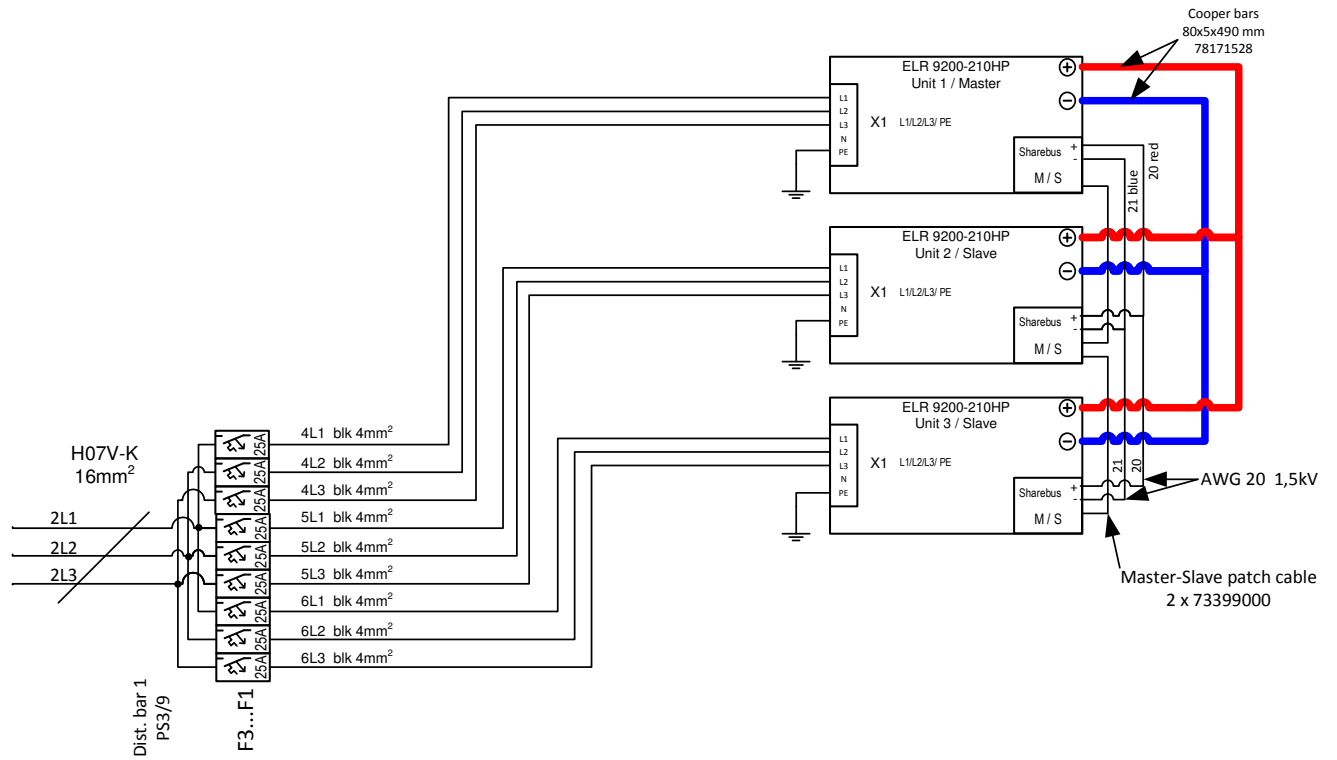 Cooper bars
80x5x490 mm
78171528
ELR 9200-210HP
Unit 1 / Master
+
-
L1
L2
L3
N
PE
X1 L1/L2/L3/ PE
Sharebus + -
M / S
20 red
21 blue
ELR 9200-210HP
Unit 2 / Slave
+
-
L1
L2
L3
N
PE
X1 L1/L2/L3/ PE
Sharebus + -
M / S
ELR 9200-210HP
Unit 3 / Slave
+
-
L1
L2
L3
N
PE
X1 L1/L2/L3/ PE
Sharebus + -
M / S
21
20
AWG 20 1,5kV
Master-Slave patch cable
2 x 73399000
H07V-K
16mm²
2L1
2L2
2L3
25A 4L1 blk 4mm²
25A 4L2 blk 4mm²
25A 4L3 blk 4mm²
25A 5L1 blk 4mm²
25A 5L2 blk 4mm²
25A 5L3 blk 4mm²
25A 6L1 blk 4mm²
25A 6L2 blk 4mm²
25A 6L3 blk 4mm²
Dist. bar 1
PS3/9
F3...F1